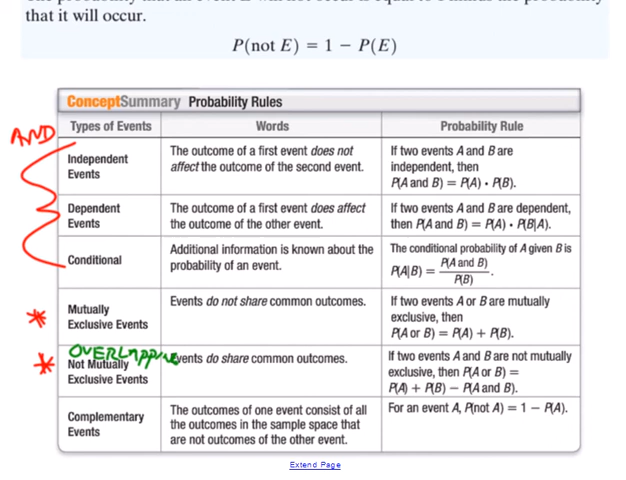 that it will occur.
P(not E) = 1 − P(E)
ConceptSummary Probability Rules
Types of Events Words Probability Rule
AND
Independent Events
The outcome of a first event does not
affect the outcome of the second event.
If two events A and B are
independent, then
P(A and B) = P(A) • P(B).
Dependent
Events
The outcome of a first event does affect
the outcome of the other event.
If two events A and B are dependent,
then P(A and B) = P(A) • P(B|A).
Conditional
Additional information is known about the
probability of an event.
The conditional probability of A given B is
P(A|B) = P(A and B) / P(B).
Mutually
Exclusive Events
Events do not share common outcomes.
If two events A or B are mutually
exclusive, then
P(A or B) = P(A) + P(B).
OVERLAPPING
Not Mutually
Exclusive Events
Events do share common outcomes.
If two events A and B are not mutually
exclusive, then P(A or B) =
P(A) + P(B) − P(A and B).
Complementary
Events
The outcomes of one event consist of all
the outcomes in the sample space that
are not outcomes of the other event.
For an event A, P(not A) = 1 − P(A).
Extend Page